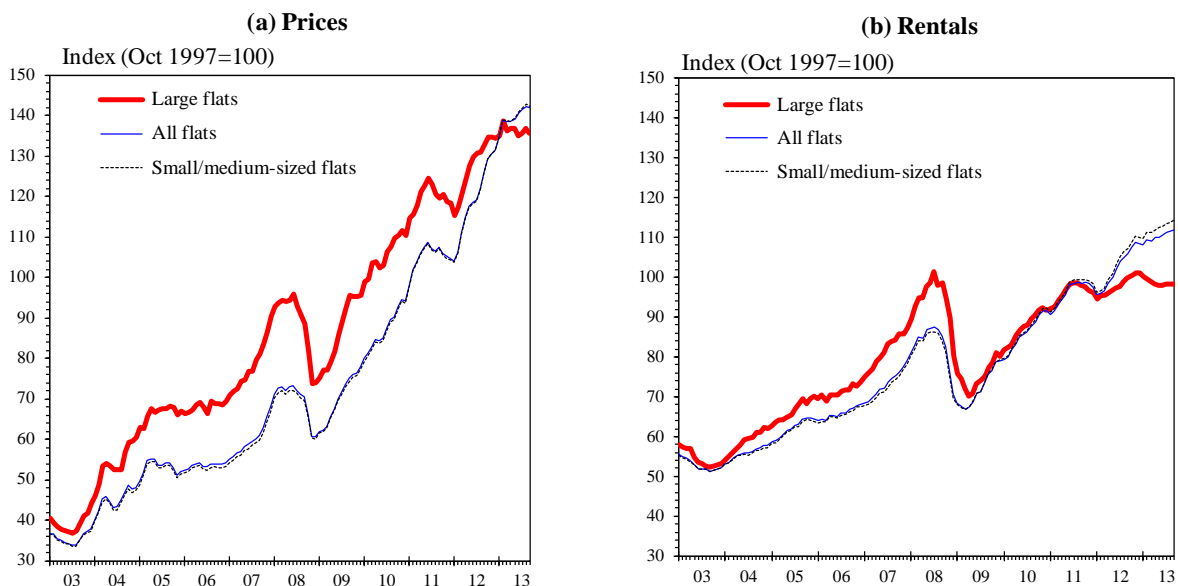 (a) Prices
Index (Oct 1997=100)
150
140
130
120
110
100
90
80
70
60
50
40
30
Large flats
All flats
Small/medium-sized flats
03 04 05 06 07 08 09 10 11 12 13
(b) Rentals
Index (Oct 1997=100)
150
140
130
120
110
100
90
80
70
60
50
40
30
Large flats
All flats
Small/medium-sized flats
03 04 05 06 07 08 09 10 11 12 13